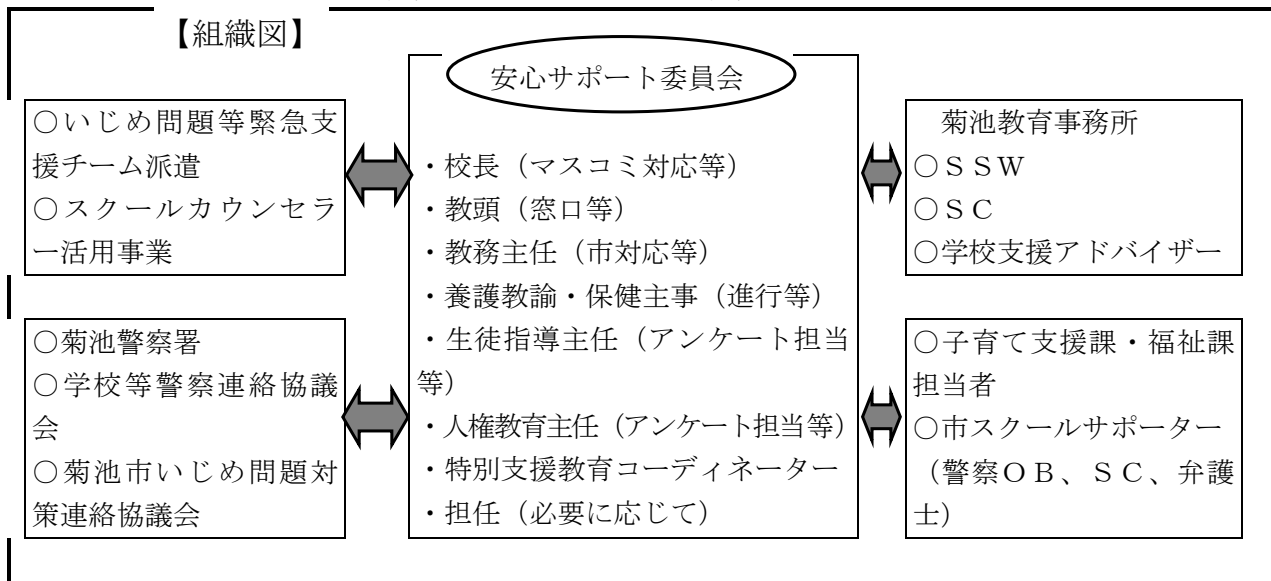 【組織図】
安心サポート委員会
○いじめ問題等緊急支
援チーム派遣
○スクールカウンセラ
ー活用事業
○菊池警察署
○学校等警察連絡協議
会
○菊池市いじめ問題対
策連絡協議会
・校長（マスコミ対応等）
・教頭（窓口等）
・教務主任（市対応等）
・養護教諭・保健主事（進行等）
・生徒指導主任（アンケート担当
等）
・人権教育主任（アンケート担当等）
・特別支援教育コーディネーター
・担任（必要に応じて）
菊池教育事務所
○ＳＳＷ
○ＳＣ
○学校支援アドバイザー
○子育て支援課・福祉課
担当者
○市スクールサポーター
（警察ＯＢ、ＳＣ、弁護
士）